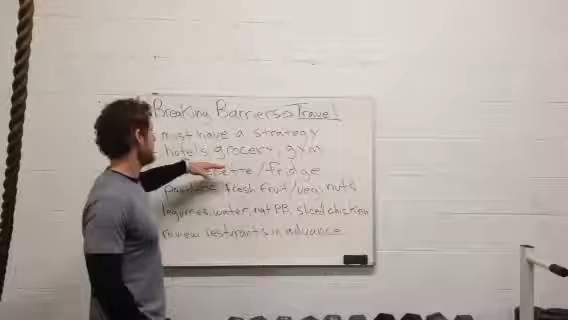 Breaking Barriers Travel
must have a strategy
hotels grocery, gym
ette/fridge
fresh fruit/veg, nuts
legumes, water, nat PB, sliced chicken
review restaurants in advance